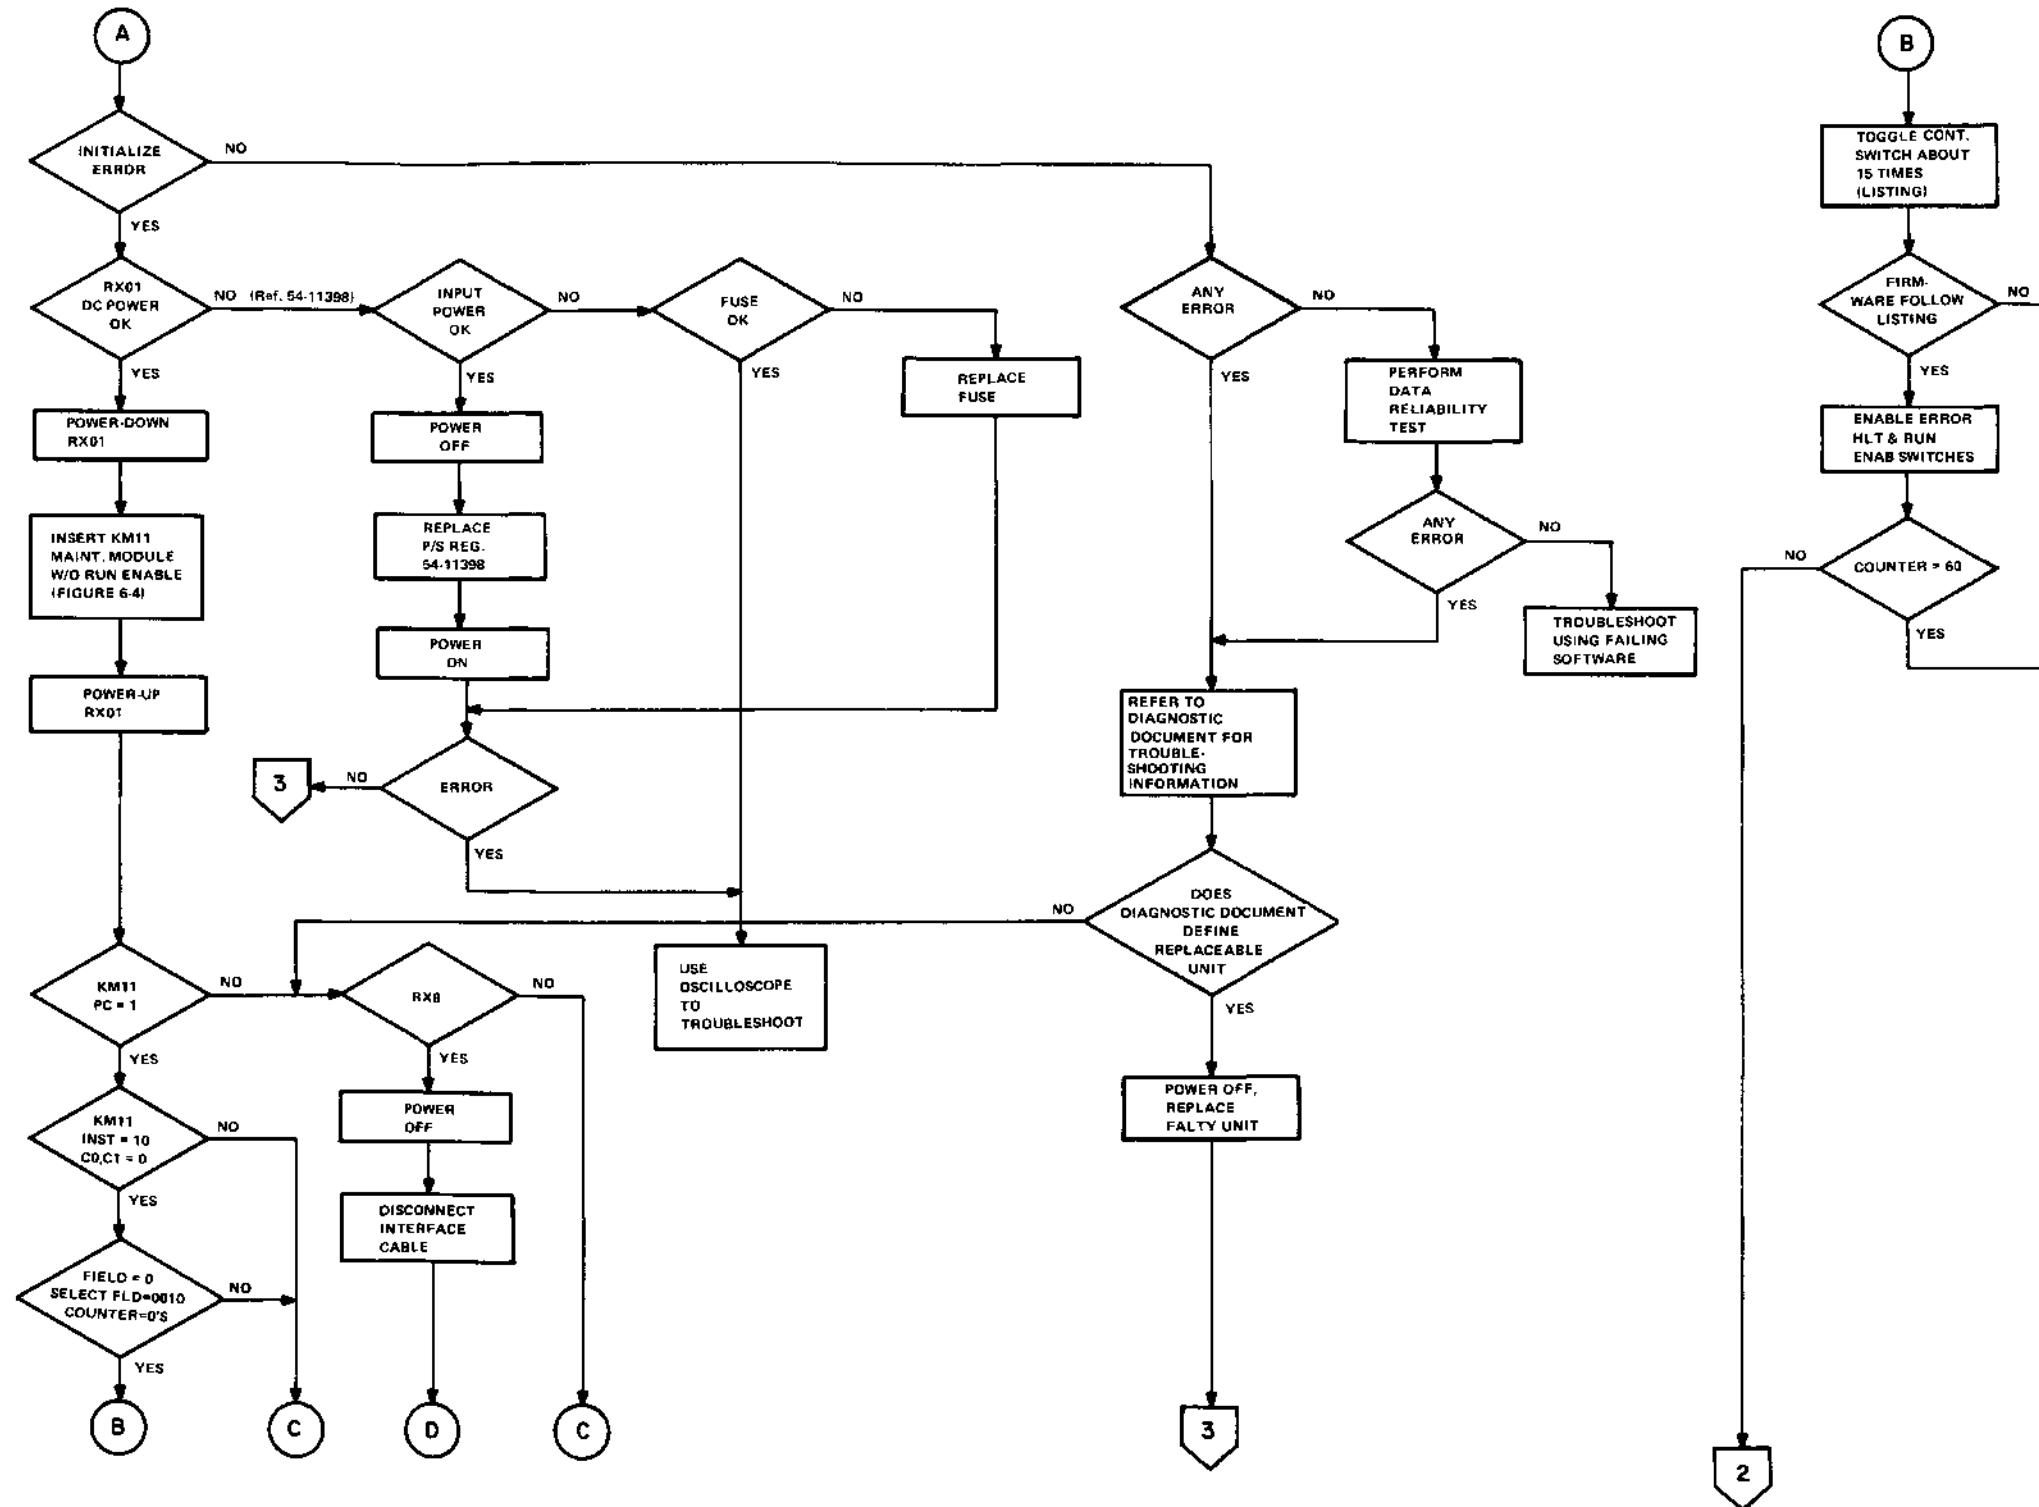 A
INITIALIZE
ERROR
NO
YES
RX01
DC POWER
OK
NO (Ref. 54-11398)
YES
INPUT
POWER
OK
NO
YES
FUSE
OK
NO
YES
REPLACE
FUSE
POWER-DOWN
RX01
INSERT KM11
MAINT. MODULE
W/O RUN ENABLE
(FIGURE 6-4)
POWER-UP
RX01
POWER
OFF
REPLACE
P/S REG.
54-11398
POWER
ON
ERROR
NO
3
YES
USE
OSCILLOSCOPE
TO
TROUBLESHOOT
KM11
PC = 1
NO
YES
KM11
INST = 10
C0,C1 = 0
NO
YES
FIELD = 0
SELECT FLD=0010
COUNTER=0'S
NO
YES
B
C
RX8
NO
YES
POWER
OFF
DISCONNECT
INTERFACE
CABLE
D
C
ANY
ERROR
NO
YES
PERFORM
DATA
RELIABILITY
TEST
ANY
ERROR
NO
YES
TROUBLESHOOT
USING FAILING
SOFTWARE
REFER TO
DIAGNOSTIC
DOCUMENT FOR
TROUBLE-
SHOOTING
INFORMATION
DOES
DIAGNOSTIC DOCUMENT
DEFINE
REPLACEABLE
UNIT
NO
YES
POWER OFF,
REPLACE
FALTY UNIT
3
B
TOGGLE CONT.
SWITCH ABOUT
15 TIMES
(LISTING)
FIRM-
WARE FOLLOW
LISTING
NO
YES
ENABLE ERROR
HLT & RUN
ENAB SWITCHES
COUNTER = 60
NO
YES
2